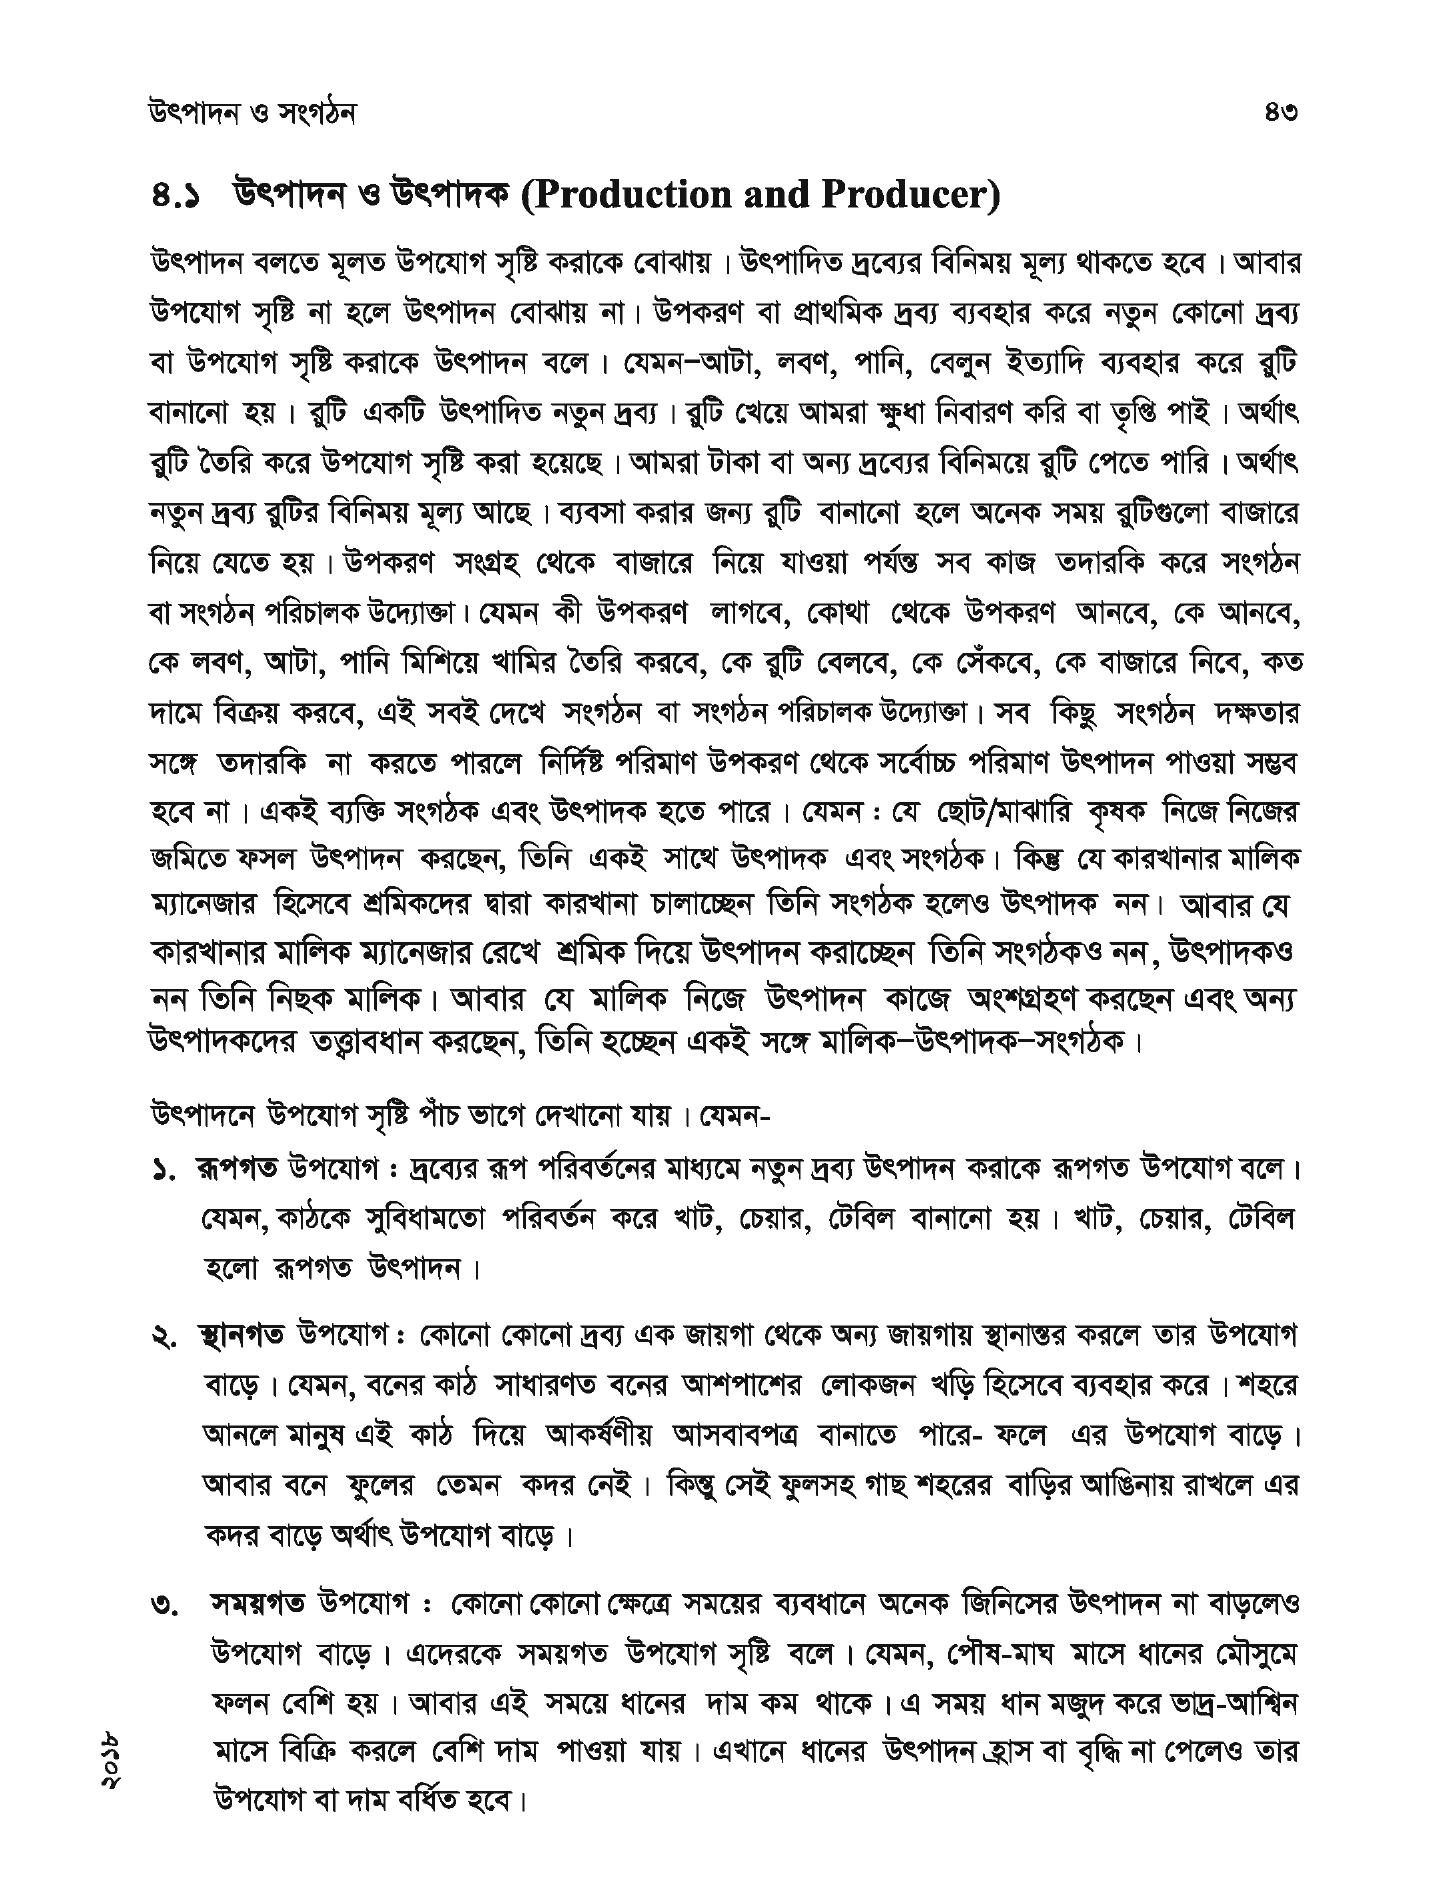 উৎপাদন ও সংগঠন ৪৩
৪.১ উৎপাদন ও উৎপাদক (Production and Producer)
উৎপাদন বলতে মূলত উপযোগ সৃষ্টি করাকে বোঝায়। উৎপাদিত দ্রব্যের বিনিময় মূল্য থাকতে হবে। আবার
উপযোগ সৃষ্টি না হলে উৎপাদন বোঝায় না। উপকরণ বা প্রাথমিক দ্রব্য ব্যবহার করে নতুন কোনো দ্রব্য
বা উপযোগ সৃষ্টি করাকে উৎপাদন বলে। যেমন–আটা, লবণ, পানি, বেলুন ইত্যাদি ব্যবহার করে রুটি
বানানো হয়। রুটি একটি উৎপাদিত নতুন দ্রব্য। রুটি খেয়ে আমরা ক্ষুধা নিবারণ করি বা তৃপ্তি পাই। অর্থাৎ
রুটি তৈরি করে উপযোগ সৃষ্টি করা হয়েছে। আমরা টাকা বা অন্য দ্রব্যের বিনিময়ে রুটি পেতে পারি। অর্থাৎ
নতুন দ্রব্য রুটির বিনিময় মূল্য আছে। ব্যবসা করার জন্য রুটি বানানো হলে অনেক সময় রুটিগুলো বাজারে
নিয়ে যেতে হয়। উপকরণ সংগ্রহ থেকে বাজারে নিয়ে যাওয়া পর্যন্ত সব কাজ তদারকি করে সংগঠন
বা সংগঠন পরিচালক উদ্যোক্তা। যেমন কী উপকরণ লাগবে, কোথা থেকে উপকরণ আনবে, কে আনবে,
কে লবণ, আটা, পানি মিশিয়ে খামির তৈরি করবে, কে রুটি বেলবে, কে সেঁকবে, কে বাজারে নিবে, কত
দামে বিক্রয় করবে, এই সবই দেখে সংগঠন বা সংগঠন পরিচালক উদ্যোক্তা। সব কিছু সংগঠন দক্ষতার
সঙ্গে তদারকি না করতে পারলে নির্দিষ্ট পরিমাণ উপকরণ থেকে সর্বোচ্চ পরিমাণ উৎপাদন পাওয়া সম্ভব
হবে না। একই ব্যক্তি সংগঠক এবং উৎপাদক হতে পারে। যেমন : যে ছোট/মাঝারি কৃষক নিজে নিজের
জমিতে ফসল উৎপাদন করছেন, তিনি একই সাথে উৎপাদক এবং সংগঠক। কিন্তু যে কারখানার মালিক
ম্যানেজার হিসেবে শ্রমিকদের দ্বারা কারখানা চালাচ্ছেন তিনি সংগঠক হলেও উৎপাদক নন। আবার যে
কারখানার মালিক ম্যানেজার রেখে শ্রমিক দিয়ে উৎপাদন করাচ্ছেন তিনি সংগঠকও নন, উৎপাদকও
নন তিনি নিছক মালিক। আবার যে মালিক নিজে উৎপাদন কাজে অংশগ্রহণ করছেন এবং অন্য
উৎপাদকদের তত্ত্বাবধান করছেন, তিনি হচ্ছেন একই সঙ্গে মালিক–উৎপাদক–সংগঠক।
উৎপাদনে উপযোগ সৃষ্টি পাঁচ ভাগে দেখানো যায়। যেমন-
১. রূপগত উপযোগ : দ্রব্যের রূপ পরিবর্তনের মাধ্যমে নতুন দ্রব্য উৎপাদন করাকে রূপগত উপযোগ বলে।
যেমন, কাঠকে সুবিধামতো পরিবর্তন করে খাট, চেয়ার, টেবিল বানানো হয়। খাট, চেয়ার, টেবিল
হলো রূপগত উৎপাদন।
২. স্থানগত উপযোগ : কোনো কোনো দ্রব্য এক জায়গা থেকে অন্য জায়গায় স্থানান্তর করলে তার উপযোগ
বাড়ে। যেমন, বনের কাঠ সাধারণত বনের আশপাশের লোকজন খড়ি হিসেবে ব্যবহার করে। শহরে
আনলে মানুষ এই কাঠ দিয়ে আকর্ষণীয় আসবাবপত্র বানাতে পারে- ফলে এর উপযোগ বাড়ে।
আবার বনে ফুলের তেমন কদর নেই। কিন্তু সেই ফুলসহ গাছ শহরের বাড়ির আঙিনায় রাখলে এর
কদর বাড়ে অর্থাৎ উপযোগ বাড়ে।
৩. সময়গত উপযোগ : কোনো কোনো ক্ষেত্রে সময়ের ব্যবধানে অনেক জিনিসের উৎপাদন না বাড়লেও
উপযোগ বাড়ে। এদেরকে সময়গত উপযোগ সৃষ্টি বলে। যেমন, পৌষ-মাঘ মাসে ধানের মৌসুমে
ফলন বেশি হয়। আবার এই সময়ে ধানের দাম কম থাকে। এ সময় ধান মজুদ করে ভাদ্র-আশ্বিন
মাসে বিক্রি করলে বেশি দাম পাওয়া যায়। এখানে ধানের উৎপাদন হ্রাস বা বৃদ্ধি না পেলেও তার
উপযোগ বা দাম বর্ধিত হবে।
২০১৮